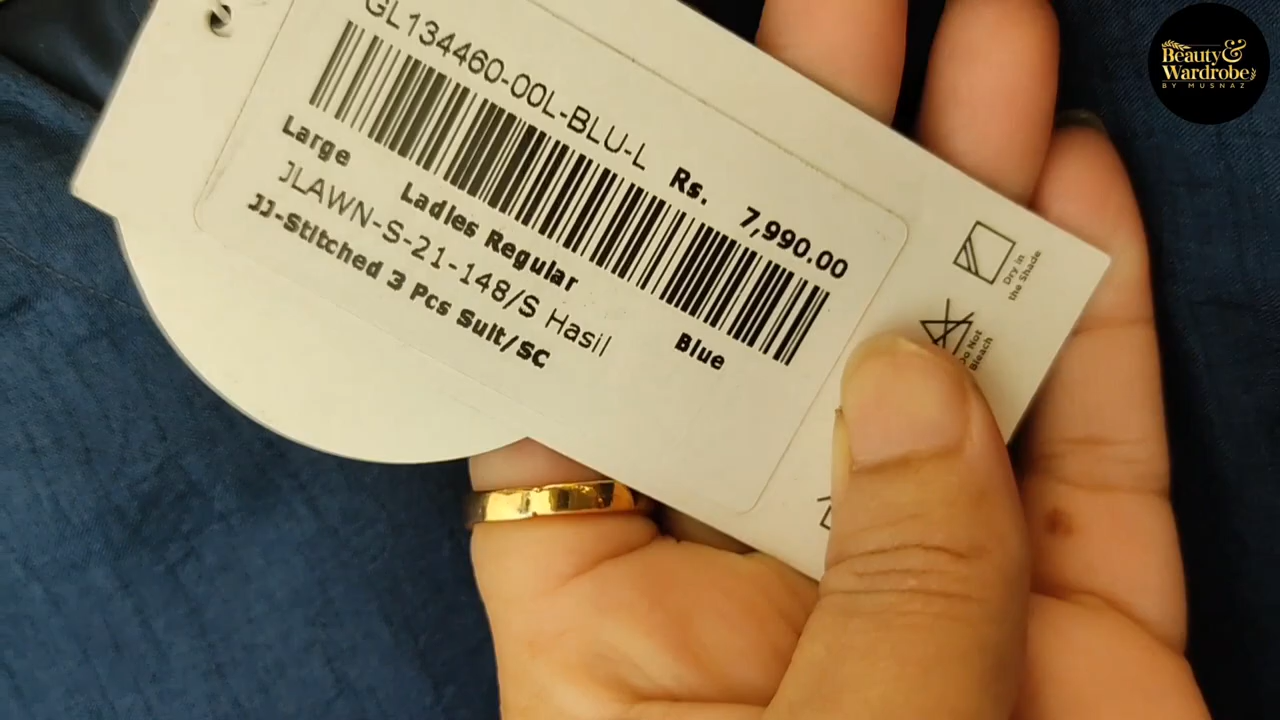 GL134460-00L-BLU-L
Rs. 7,990.00
Large
Ladies Regular
JLAWN-S-21-148/S Hasil
Blue
JJ-Stitched 3 Pcs Suit/SC
Dry in
the Shade
Do Not
Bleach
Beauty&
Wardrobe
BY MUSNAZ